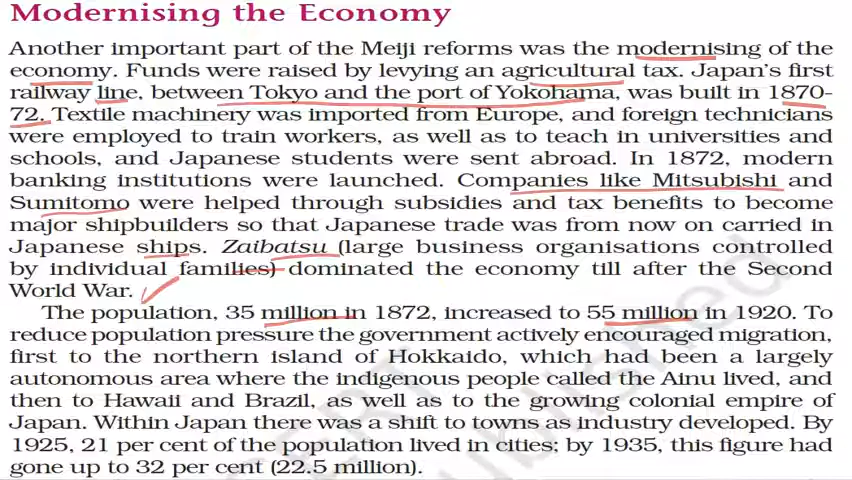 Modernising the Economy
Another important part of the Meiji reforms was the modernising of the
economy. Funds were raised by levying an agricultural tax. Japan's first
railway line, between Tokyo and the port of Yokohama, was built in 1870-
72. Textile machinery was imported from Europe, and foreign technicians
were employed to train workers, as well as to teach in universities and
schools, and Japanese students were sent abroad. In 1872, modern
banking institutions were launched. Companies like Mitsubishi and
Sumitomo were helped through subsidies and tax benefits to become
major shipbuilders so that Japanese trade was from now on carried in
Japanese ships. Zaibatsu (large business organisations controlled
by individual families) dominated the economy till after the Second
World War.
The population, 35 million in 1872, increased to 55 million in 1920. To
reduce population pressure the government actively encouraged migration,
first to the northern island of Hokkaido, which had been a largely
autonomous area where the indigenous people called the Ainu lived, and
then to Hawaii and Brazil, as well as to the growing colonial empire of
Japan. Within Japan there was a shift to towns as industry developed. By
1925, 21 per cent of the population lived in cities; by 1935, this figure had
gone up to 32 per cent (22.5 million).